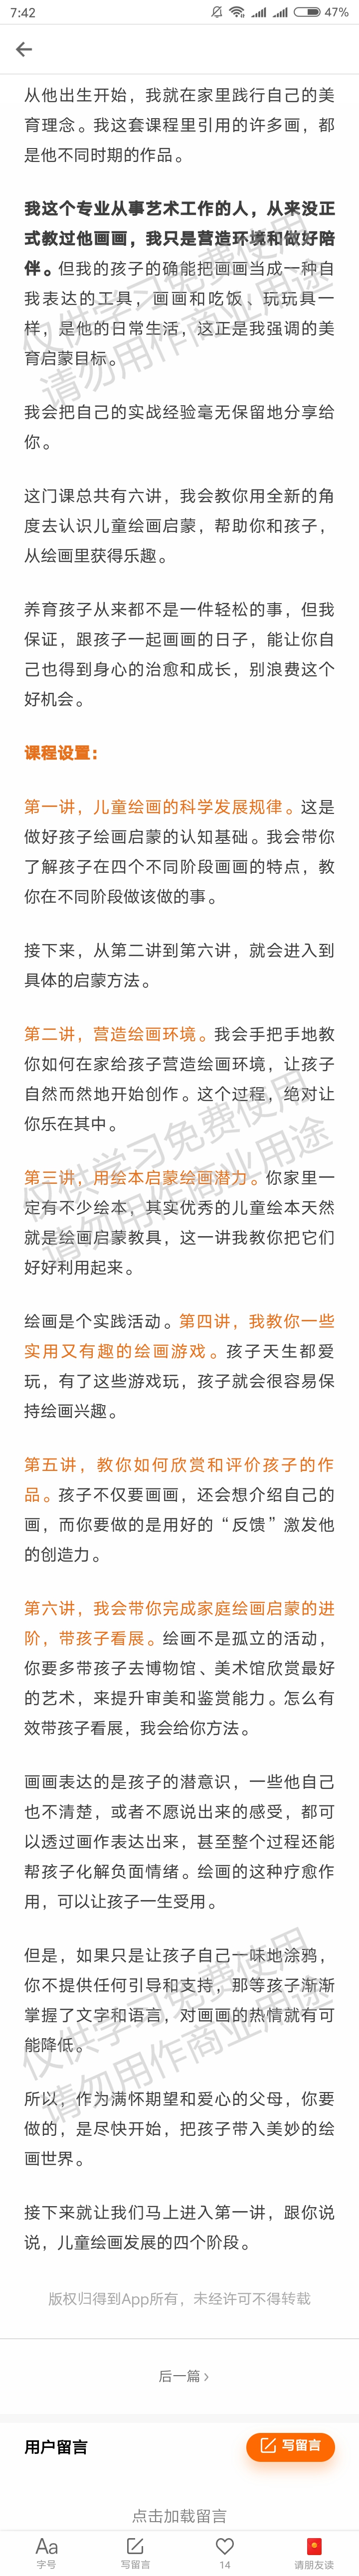 7:42
47%
从他出生开始，我就在家里践行自己的美
育理念。我这套课程里引用的许多画，都
是他不同时期的作品。
我这个专业从事艺术工作的人，从来没正
式教过他画画，我只是营造环境和做好陪
伴。但我的孩子的确能把画画当成一种自
我表达的工具，画画和吃饭、玩玩具一
样，是他的日常生活，这正是我强调的美
育启蒙目标。
仅供学习免费使用
请勿用作商业用途
我会把自己的实战经验毫无保留地分享给
你。
这门课总共有六讲，我会教你用全新的角
度去认识儿童绘画启蒙，帮助你和孩子，
从绘画里获得乐趣。
养育孩子从来都不是一件轻松的事，但我
保证，跟孩子一起画画的日子，能让你自
己也得到身心的治愈和成长，别浪费这个
好机会。
课程设置：
第一讲，儿童绘画的科学发展规律。这是
做好孩子绘画启蒙的认知基础。我会带你
了解孩子在四个不同阶段画画的特点，教
你在不同阶段做该做的事。
接下来，从第二讲到第六讲，就会进入到
具体的启蒙方法。
第二讲，营造绘画环境。我会手把手地教
你如何在家给孩子营造绘画环境，让孩子
自然而然地开始创作。这个过程，绝对让
你乐在其中。
仅供学习免费使用
请勿用作商业用途
第三讲，用绘本启蒙绘画潜力。你家里一
定有不少绘本，其实优秀的儿童绘本天然
就是绘画启蒙教具，这一讲我教你把它们
好好利用起来。
绘画是个实践活动。第四讲，我教你一些
实用又有趣的绘画游戏。孩子天生都爱
玩，有了这些游戏玩，孩子就会很容易保
持绘画兴趣。
第五讲，教你如何欣赏和评价孩子的作
品。孩子不仅要画画，还会想介绍自己的
画，而你要做的是用好的“反馈”激发他
的创造力。
第六讲，我会带你完成家庭绘画启蒙的进
阶，带孩子看展。绘画不是孤立的活动，
你要多带孩子去博物馆、美术馆欣赏最好
的艺术，来提升审美和鉴赏能力。怎么有
效带孩子看展，我会给你方法。
画画表达的是孩子的潜意识，一些他自己
也不清楚，或者不愿说出来的感受，都可
以透过画作表达出来，甚至整个过程还能
帮孩子化解负面情绪。绘画的这种疗愈作
用，可以让孩子一生受用。
但是，如果只是让孩子自己一味地涂鸦，
你不提供任何引导和支持，那等孩子渐渐
掌握了文字和语言，对画画的热情就有可
能降低。
仅供学习免费使用
请勿用作商业用途
所以，作为满怀期望和爱心的父母，你要
做的，是尽快开始，把孩子带入美妙的绘
画世界。
接下来就让我们马上进入第一讲，跟你说
说，儿童绘画发展的四个阶段。
版权归得到App所有，未经许可不得转载
后一篇
用户留言
写留言
点击加载留言
Aa
字号
写留言
14
请朋友读